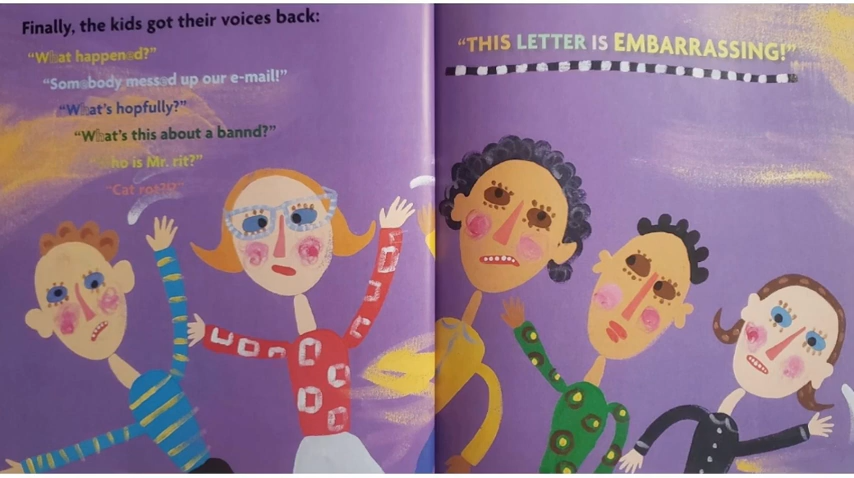 Finally, the kids got their voices back:
“What happened?”
“Somebody messed up our e-mail!”
“What’s hopfully?”
“What’s this about a bannd?”
“Who is Mr. rit?”
“Cat rot?!?”
“THIS LETTER IS EMBARRASSING!”